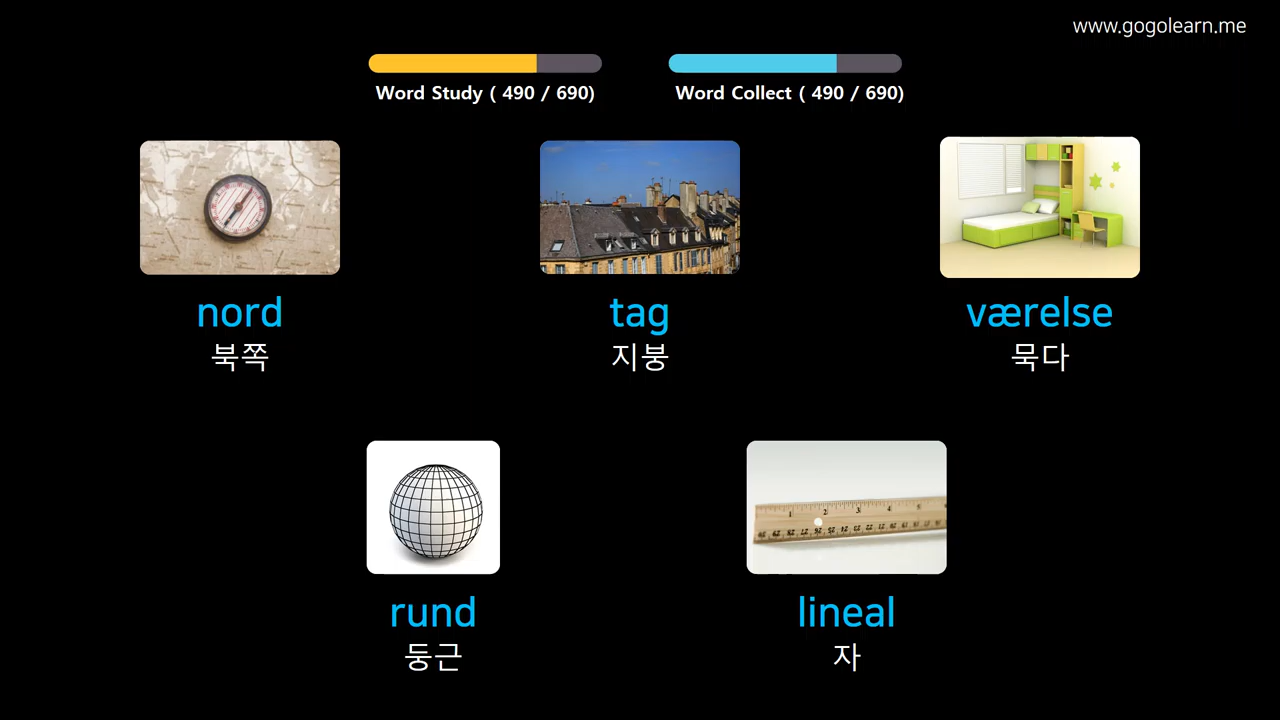 www.gogolearn.me
Word Study ( 490 / 690)
Word Collect ( 490 / 690)
nord
북쪽
tag
지붕
værelse
묵다
rund
둥근
lineal
자